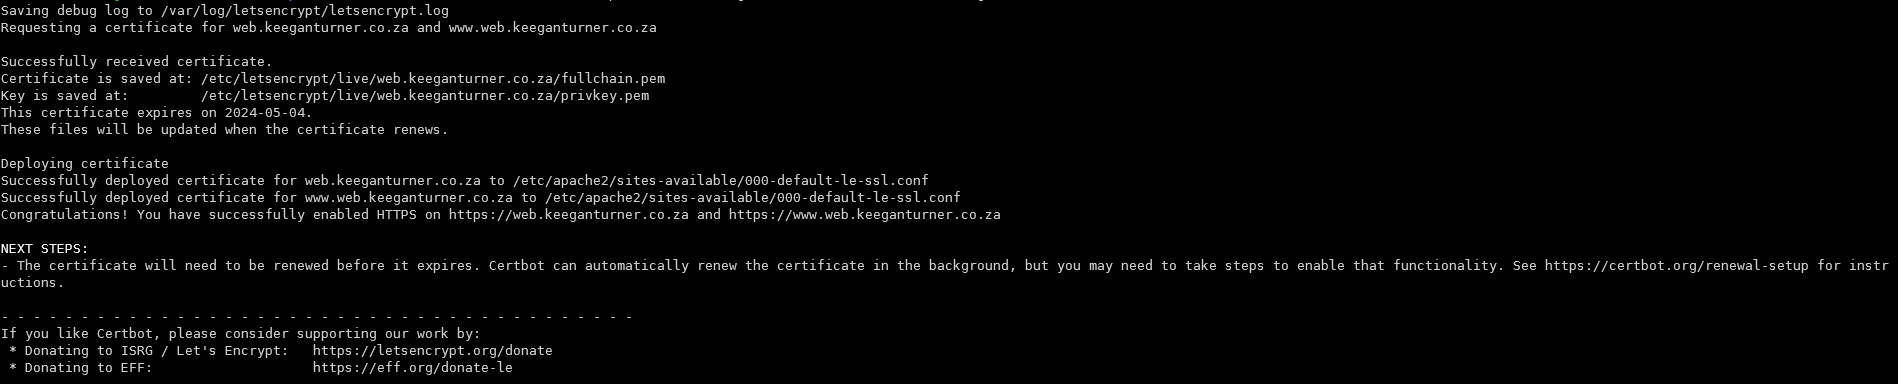 Saving debug log to /var/log/letsencrypt/letsencrypt.log
Requesting a certificate for web.keeganturner.co.za and www.web.keeganturner.co.za

Successfully received certificate.
Certificate is saved at: /etc/letsencrypt/live/web.keeganturner.co.za/fullchain.pem
Key is saved at:         /etc/letsencrypt/live/web.keeganturner.co.za/privkey.pem
This certificate expires on 2024-05-04.
These files will be updated when the certificate renews.

Deploying certificate
Successfully deployed certificate for web.keeganturner.co.za to /etc/apache2/sites-available/000-default-le-ssl.conf
Successfully deployed certificate for www.web.keeganturner.co.za to /etc/apache2/sites-available/000-default-le-ssl.conf
Congratulations! You have successfully enabled HTTPS on https://web.keeganturner.co.za and https://www.web.keeganturner.co.za

NEXT STEPS:
- The certificate will need to be renewed before it expires. Certbot can automatically renew the certificate in the background, but you may need to take steps to enable that functionality. See https://certbot.org/renewal-setup for instr
uctions.

- - - - - - - - - - - - - - - - - - - - - - - - - - - - - - - - - - - - - - - -
If you like Certbot, please consider supporting our work by:
 * Donating to ISRG / Let's Encrypt:   https://letsencrypt.org/donate
 * Donating to EFF:                    https://eff.org/donate-le